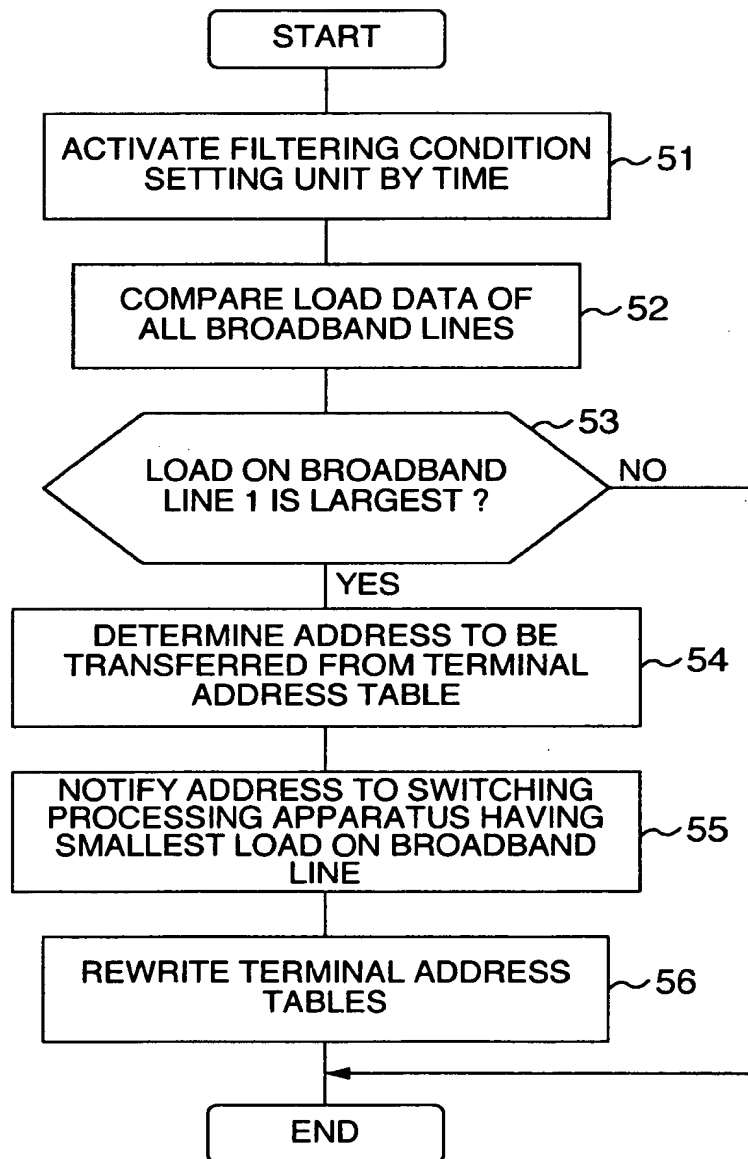 START
ACTIVATE FILTERING CONDITION
SETTING UNIT BY TIME
51
COMPARE LOAD DATA OF
ALL BROADBAND LINES
52
53
LOAD ON BROADBAND
LINE 1 IS LARGEST ?
NO
YES
DETERMINE ADDRESS TO BE
TRANSFERRED FROM TERMINAL
ADDRESS TABLE
54
NOTIFY ADDRESS TO SWITCHING
PROCESSING APPARATUS HAVING
SMALLEST LOAD ON BROADBAND
LINE
55
REWRITE TERMINAL ADDRESS
TABLES
56
END